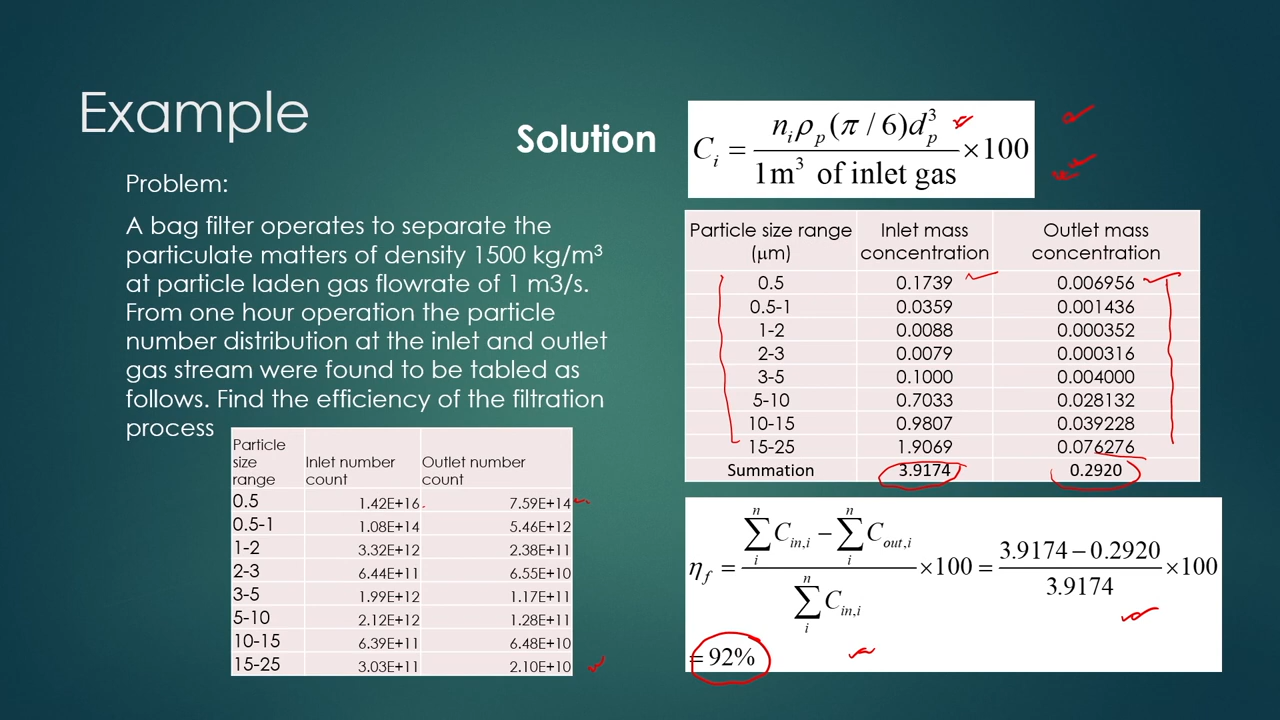 Example
Problem:
A bag filter operates to separate the
particulate matters of density 1500 kg/m³
at particle laden gas flowrate of 1 m3/s.
From one hour operation the particle
number distribution at the inlet and outlet
gas stream were found to be tabled as
follows. Find the efficiency of the filtration
process
Particle size range | Inlet number count | Outlet number count
0.5 | 1.42E+16 | 7.59E+14
0.5-1 | 1.08E+14 | 5.46E+12
1-2 | 3.32E+12 | 2.38E+11
2-3 | 6.44E+11 | 6.55E+10
3-5 | 1.99E+12 | 1.17E+11
5-10 | 2.12E+12 | 1.28E+11
10-15 | 6.39E+11 | 6.48E+10
15-25 | 3.03E+11 | 2.10E+10
Solution
C_i = n_i ρ_p (π / 6) d_p^3 / 1m³ of inlet gas × 100
Particle size range (μm) | Inlet mass concentration | Outlet mass concentration
0.5 | 0.1739 | 0.006956
0.5-1 | 0.0359 | 0.001436
1-2 | 0.0088 | 0.000352
2-3 | 0.0079 | 0.000316
3-5 | 0.1000 | 0.004000
5-10 | 0.7033 | 0.028132
10-15 | 0.9807 | 0.039228
15-25 | 1.9069 | 0.076276
Summation | 3.9174 | 0.2920
η_f = (∑_i^n C_in,i − ∑_i^n C_out,i) / ∑_i^n C_in,i × 100 = (3.9174 − 0.2920) / 3.9174 × 100
= 92%